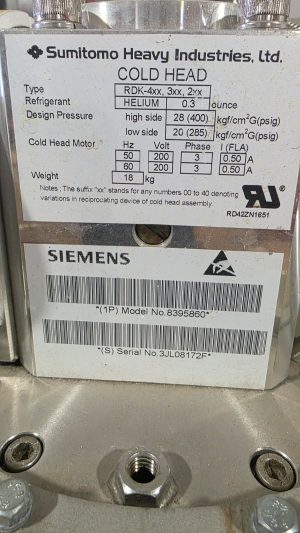 Sumitomo Heavy Industries, Ltd.
COLD HEAD
Type RDK-4xx, 3xx, 2xx
Refrigerant HELIUM 0.3 ounce
Design Pressure high side 28 (400) kgf/cm²G(psig)
low side 20 (285) kgf/cm²G(psig)
Hz Volt Phase I (FLA)
Cold Head Motor 50 200 3 0.50 A
60 200 3 0.50 A
Weight 18 kg
Notes ; The suffix "xx" stands for any numbers 00 to 40 denoting
variations in reciprocating device of cold head assembly.
RU
RD42ZN1651
SIEMENS
*(1P) Model No.8395860*
*(S) Serial No.3JL08172F*